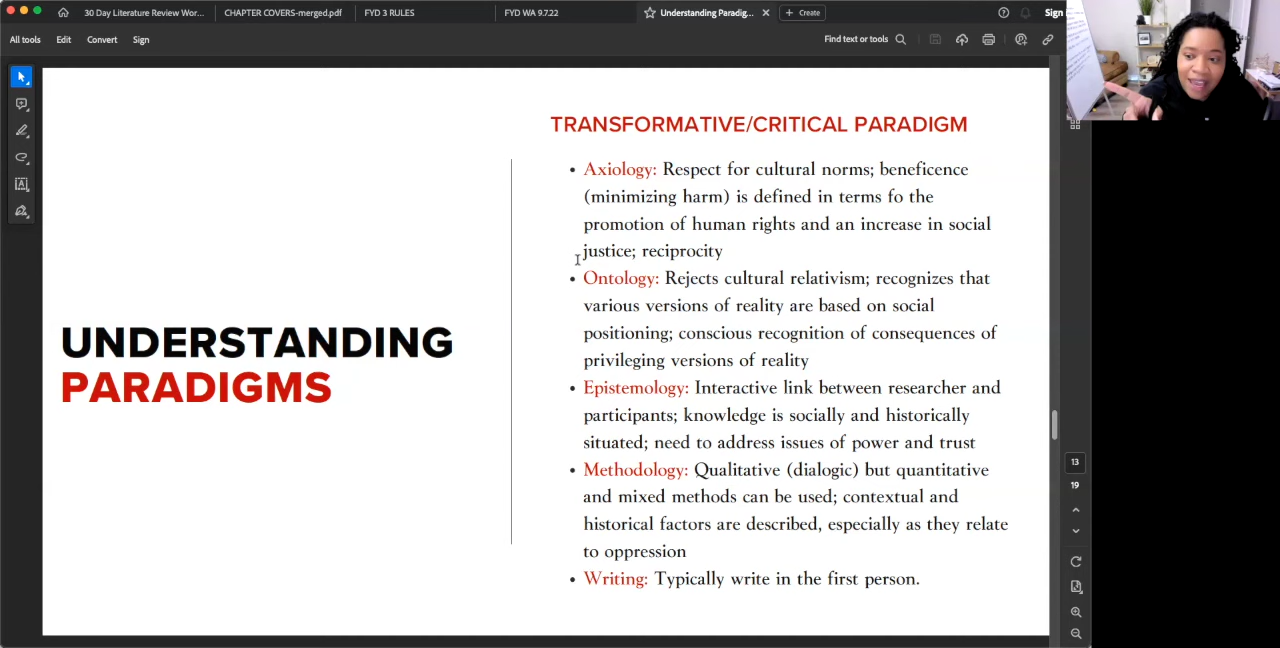 30 Day Literature Review Wor...
CHAPTER COVERS-merged.pdf
FYD 3 RULES
FYD WA 9.7.22
Understanding Paradig...
Create
Sign
All tools
Edit
Convert
Sign
Find text or tools
TRANSFORMATIVE/CRITICAL PARADIGM
• Axiology: Respect for cultural norms; beneficence
(minimizing harm) is defined in terms fo the
promotion of human rights and an increase in social
justice; reciprocity
• Ontology: Rejects cultural relativism; recognizes that
various versions of reality are based on social
positioning; conscious recognition of consequences of
privileging versions of reality
• Epistemology: Interactive link between researcher and
participants; knowledge is socially and historically
situated; need to address issues of power and trust
• Methodology: Qualitative (dialogic) but quantitative
and mixed methods can be used; contextual and
historical factors are described, especially as they relate
to oppression
• Writing: Typically write in the first person.
UNDERSTANDING
PARADIGMS
13
19